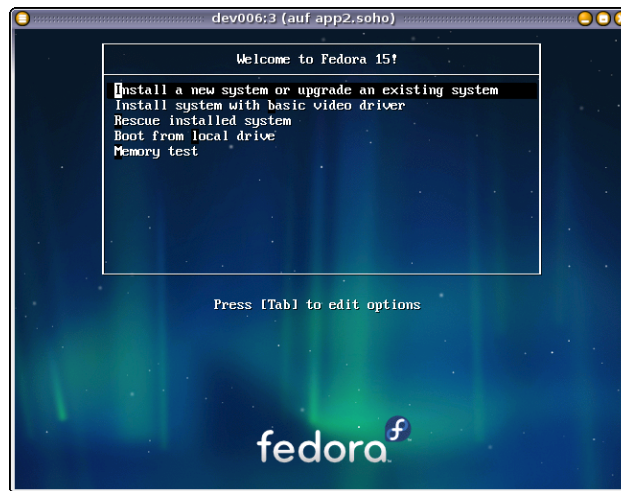 dev006:3 (auf app2.soho)
Welcome to Fedora 15!
Install a new system or upgrade an existing system
Install system with basic video driver
Rescue installed system
Boot from local drive
Memory test
Press [Tab] to edit options
fedora